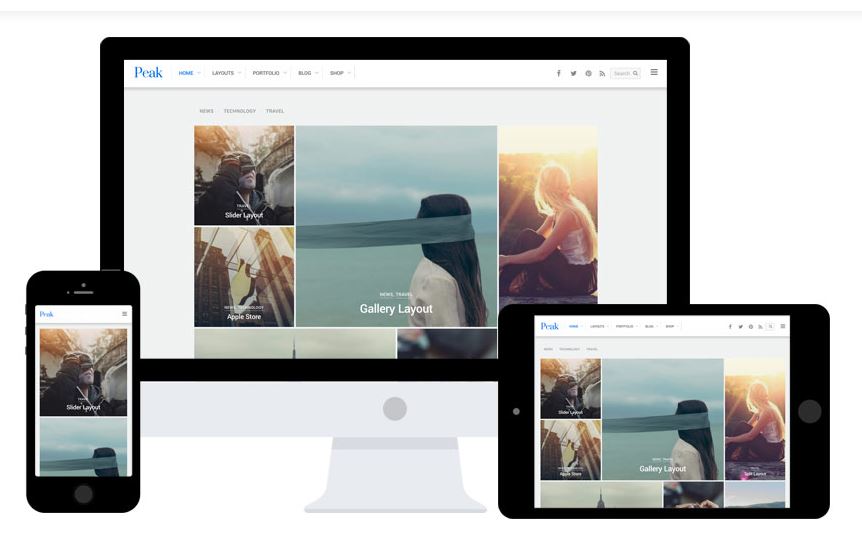 Peak HOME LAYOUTS PORTFOLIO BLOG SHOP Search
NEWS TECHNOLOGY TRAVEL
TRAVEL
Slider Layout
NEWS, TECHNOLOGY
Apple Store
NEWS, TRAVEL
Gallery Layout
Peak
TRAVEL
Slider Layout
Peak HOME LAYOUTS PORTFOLIO BLOG SHOP
NEWS TECHNOLOGY TRAVEL
Slider Layout
Apple Store
NEWS, TRAVEL
Gallery Layout
Split Layout